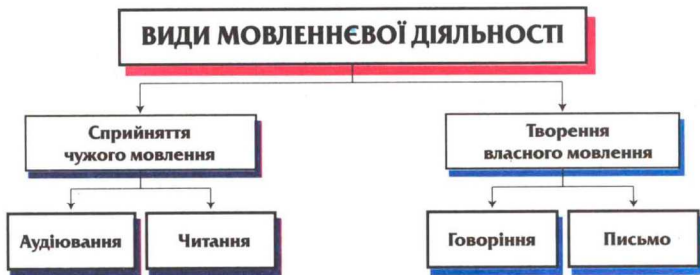 ВИДИ МОВЛЕННЄВОЇ ДІЯЛЬНОСТІ
Сприйняття
чужого мовлення
Творення
власного мовлення
Аудіювання
Читання
Говоріння
Письмо